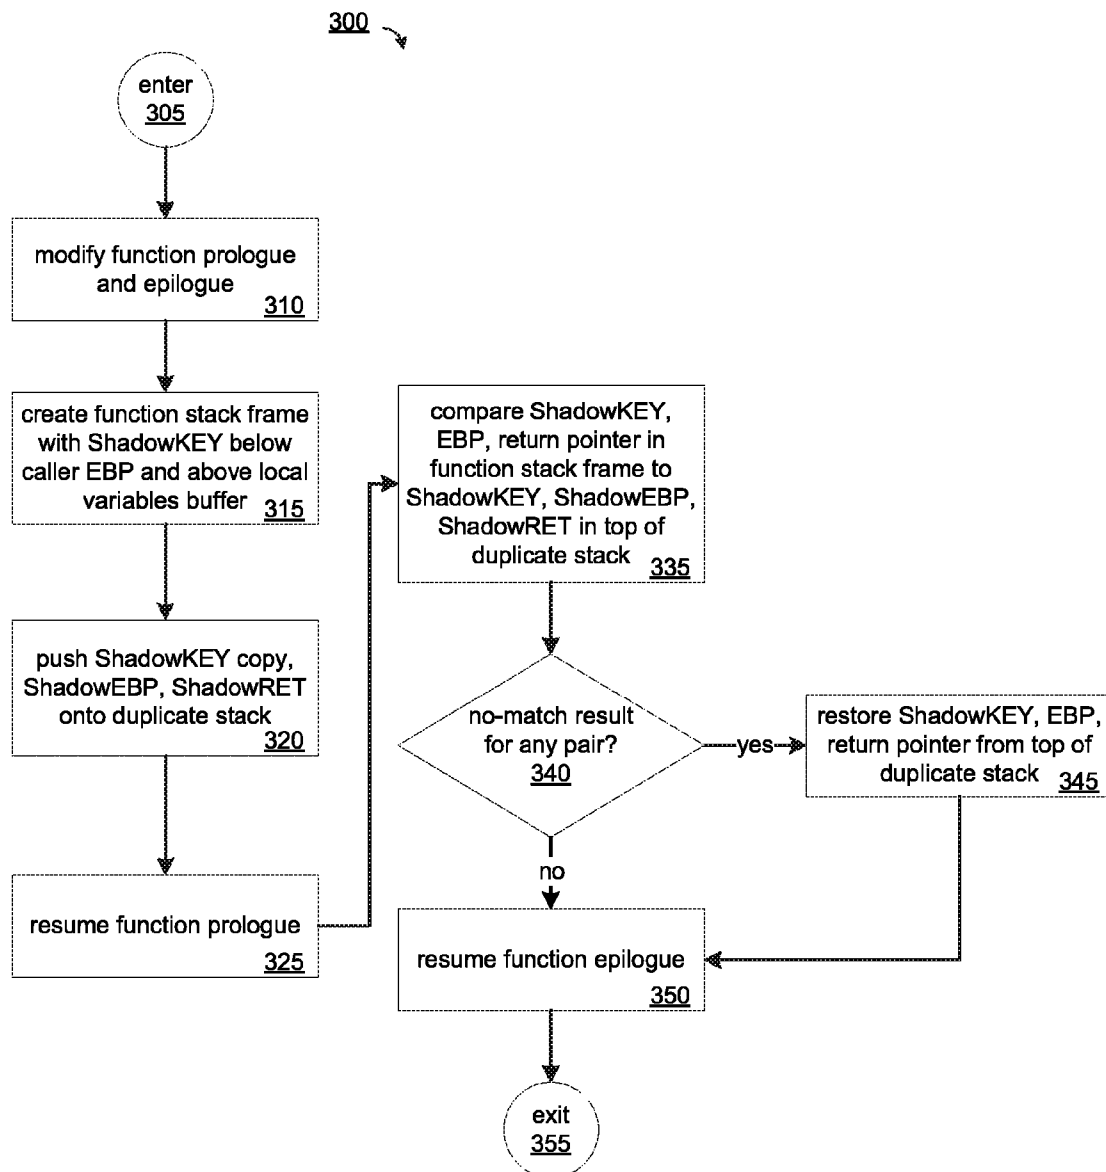 300
enter
305
modify function prologue
and epilogue
310
create function stack frame
with ShadowKEY below
caller EBP and above local
variables buffer
315
push ShadowKEY copy,
ShadowEBP, ShadowRET
onto duplicate stack
320
resume function prologue
325
compare ShadowKEY,
EBP, return pointer in
function stack frame to
ShadowKEY, ShadowEBP,
ShadowRET in top of
duplicate stack
335
no-match result
for any pair?
340
yes
restore ShadowKEY, EBP,
return pointer from top of
duplicate stack
345
no
resume function epilogue
350
exit
355